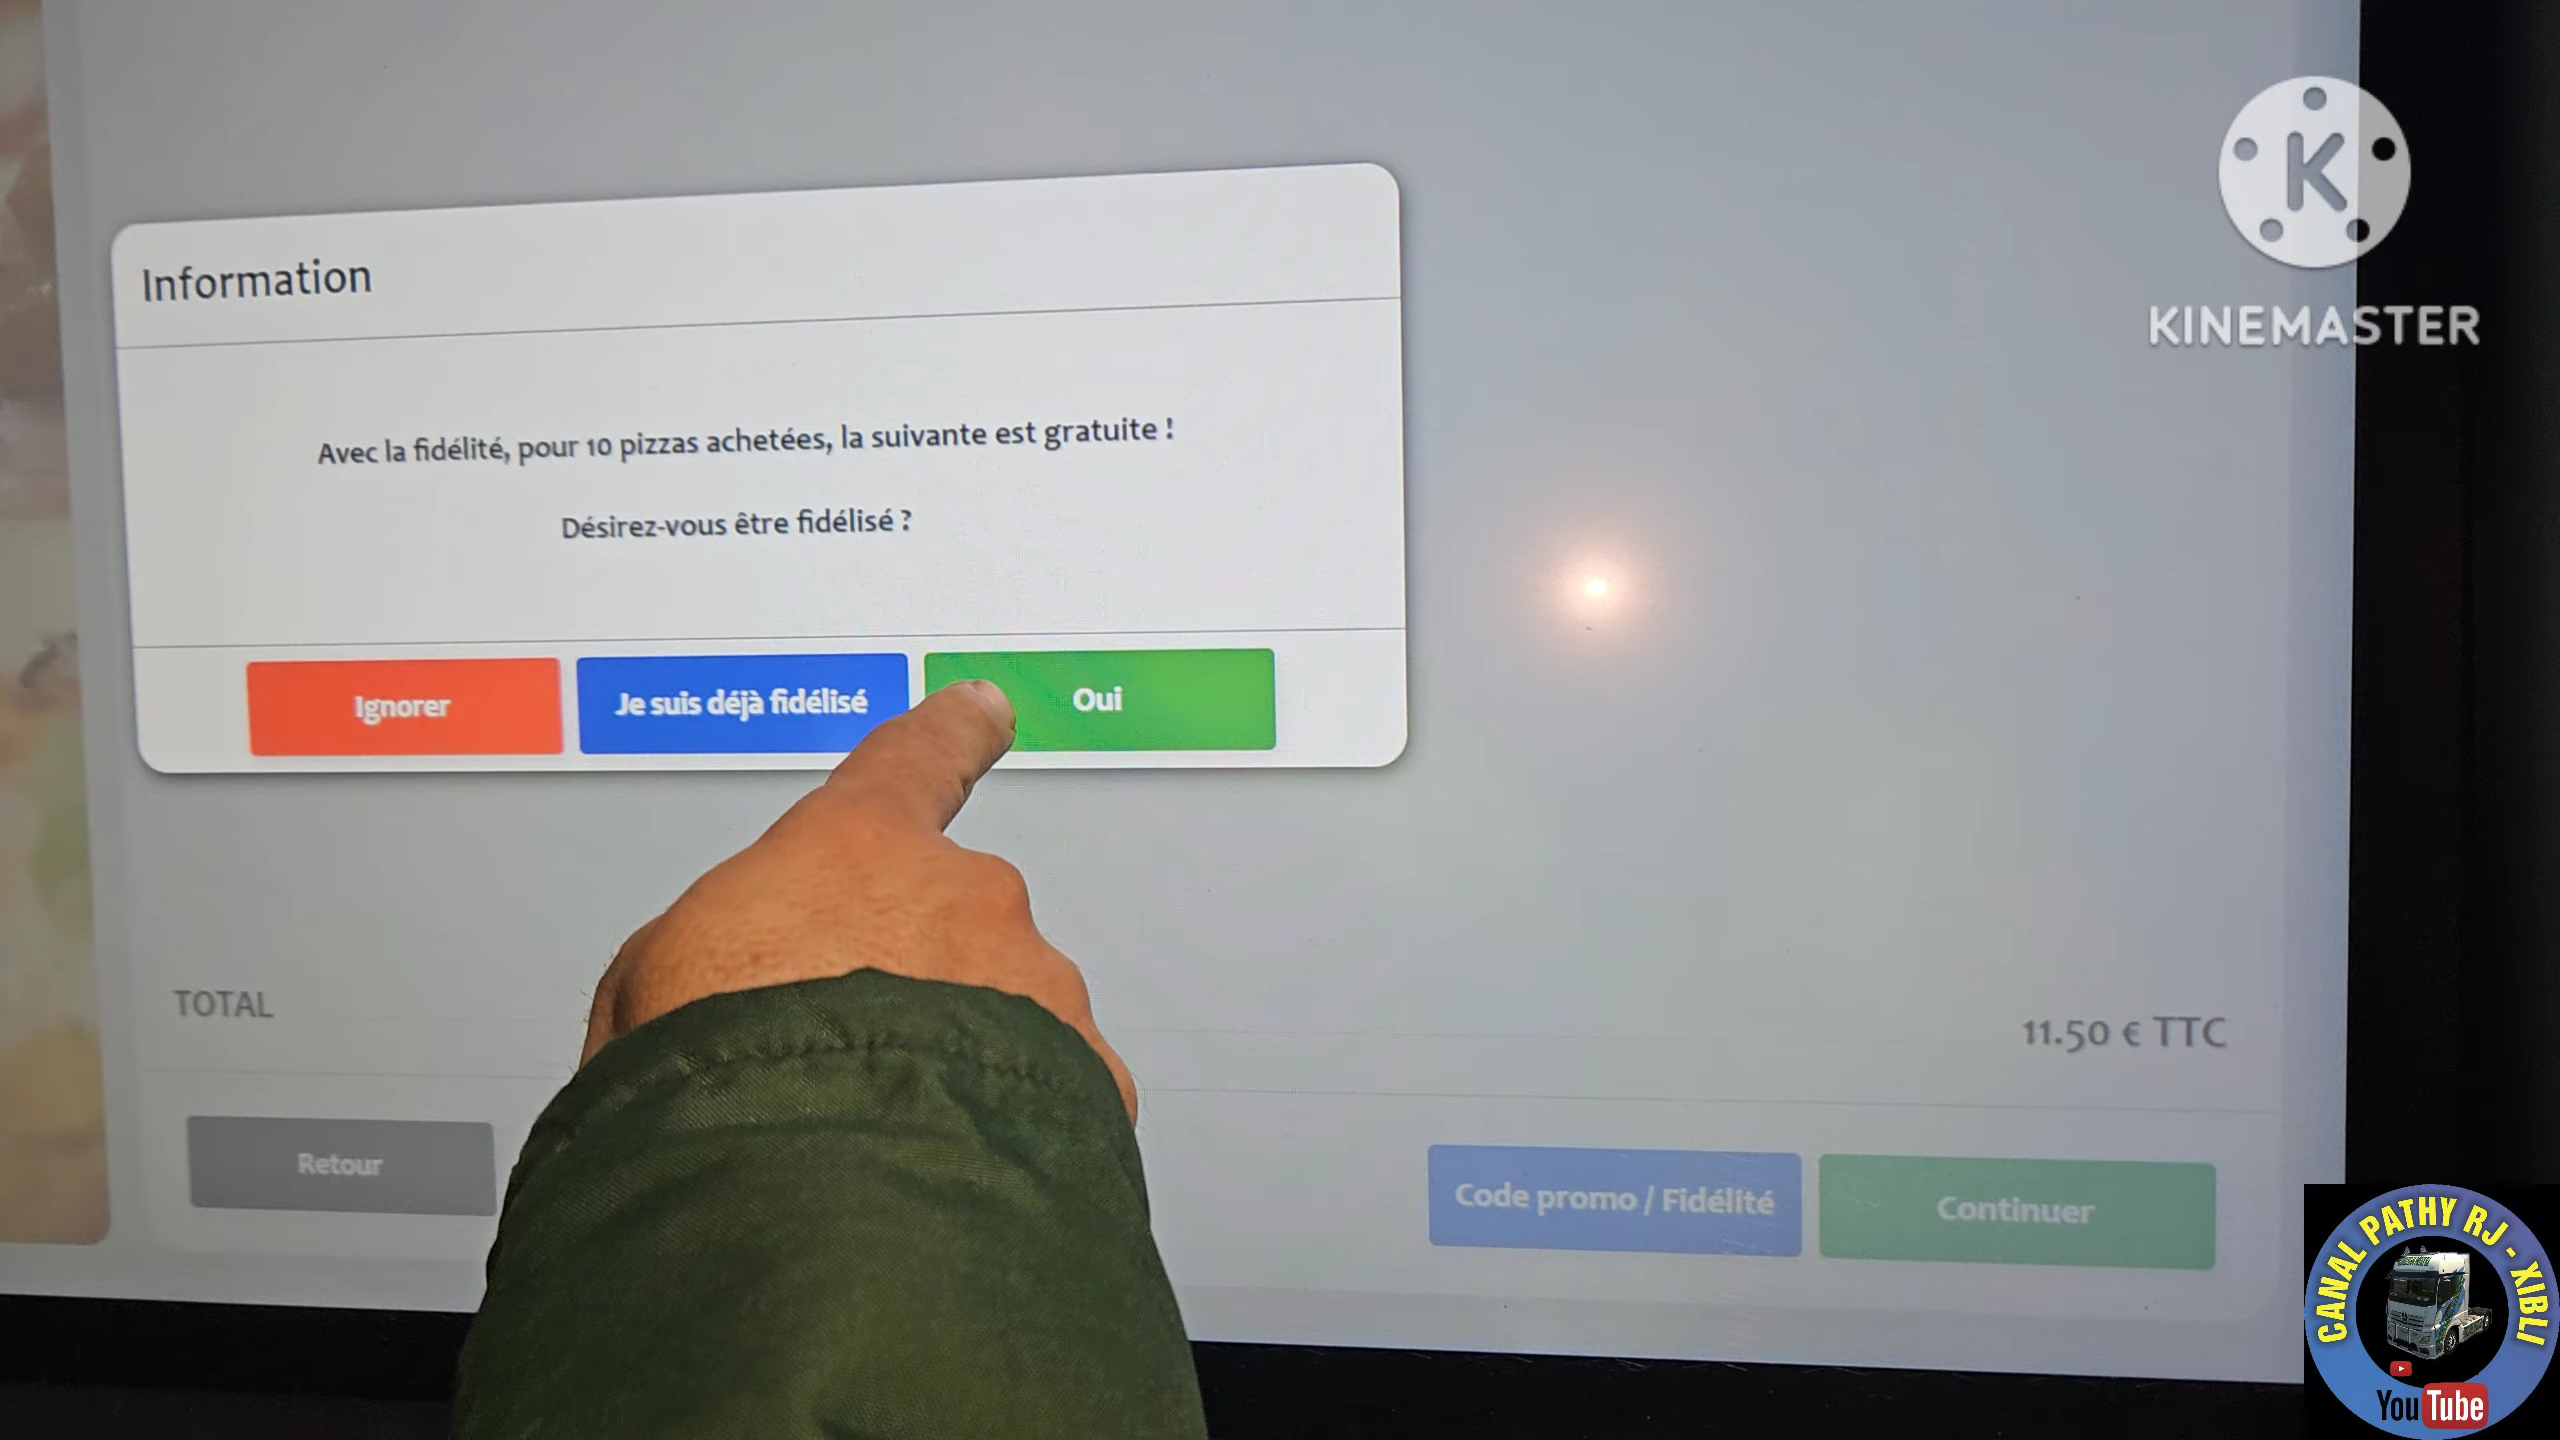 K
KINEMASTER
Information
Avec la fidélité, pour 10 pizzas achetées, la suivante est gratuite !
Désirez-vous être fidélisé ?
Ignorer
Je suis déjà fidélisé
Oui
TOTAL
11.50 € TTC
Retour
Code promo / Fidélité
Continuer
CANAL PATHY RJ - XIBLI
YouTube